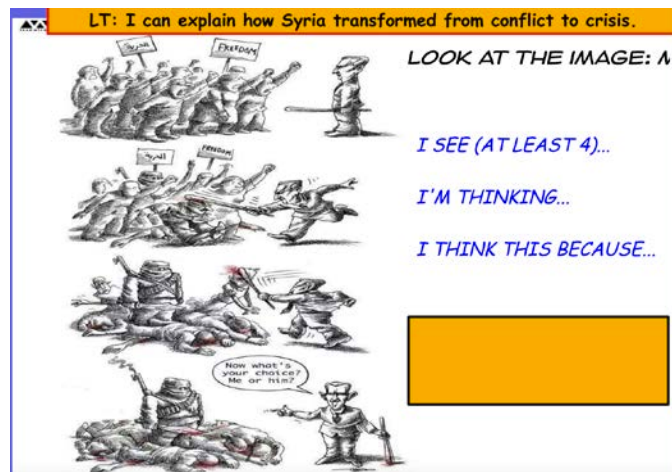 LT: I can explain how Syria transformed from conflict to crisis.
FREEDOM
LOOK AT THE IMAGE:
I SEE (AT LEAST 4)...
FREEDOM
I'M THINKING...
I THINK THIS BECAUSE...
Now what's
your choice?
Me or him?